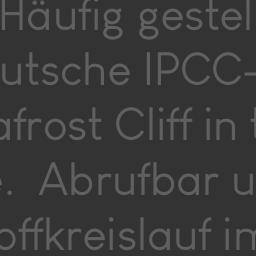 Häufig gestel
utsche IPCC-
afrost Cliff in
. Abrufbar u
offkreislauf im